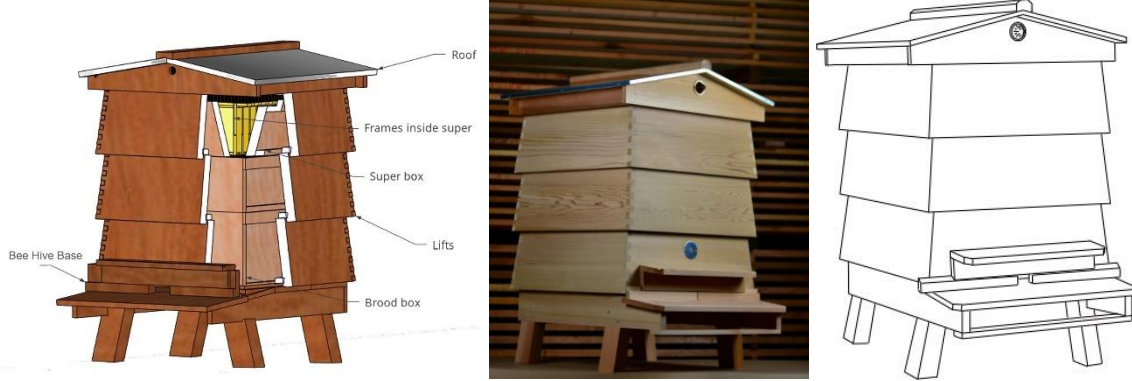 Roof
Frames inside super
Super box
Lifts
Bee Hive Base
Brood box